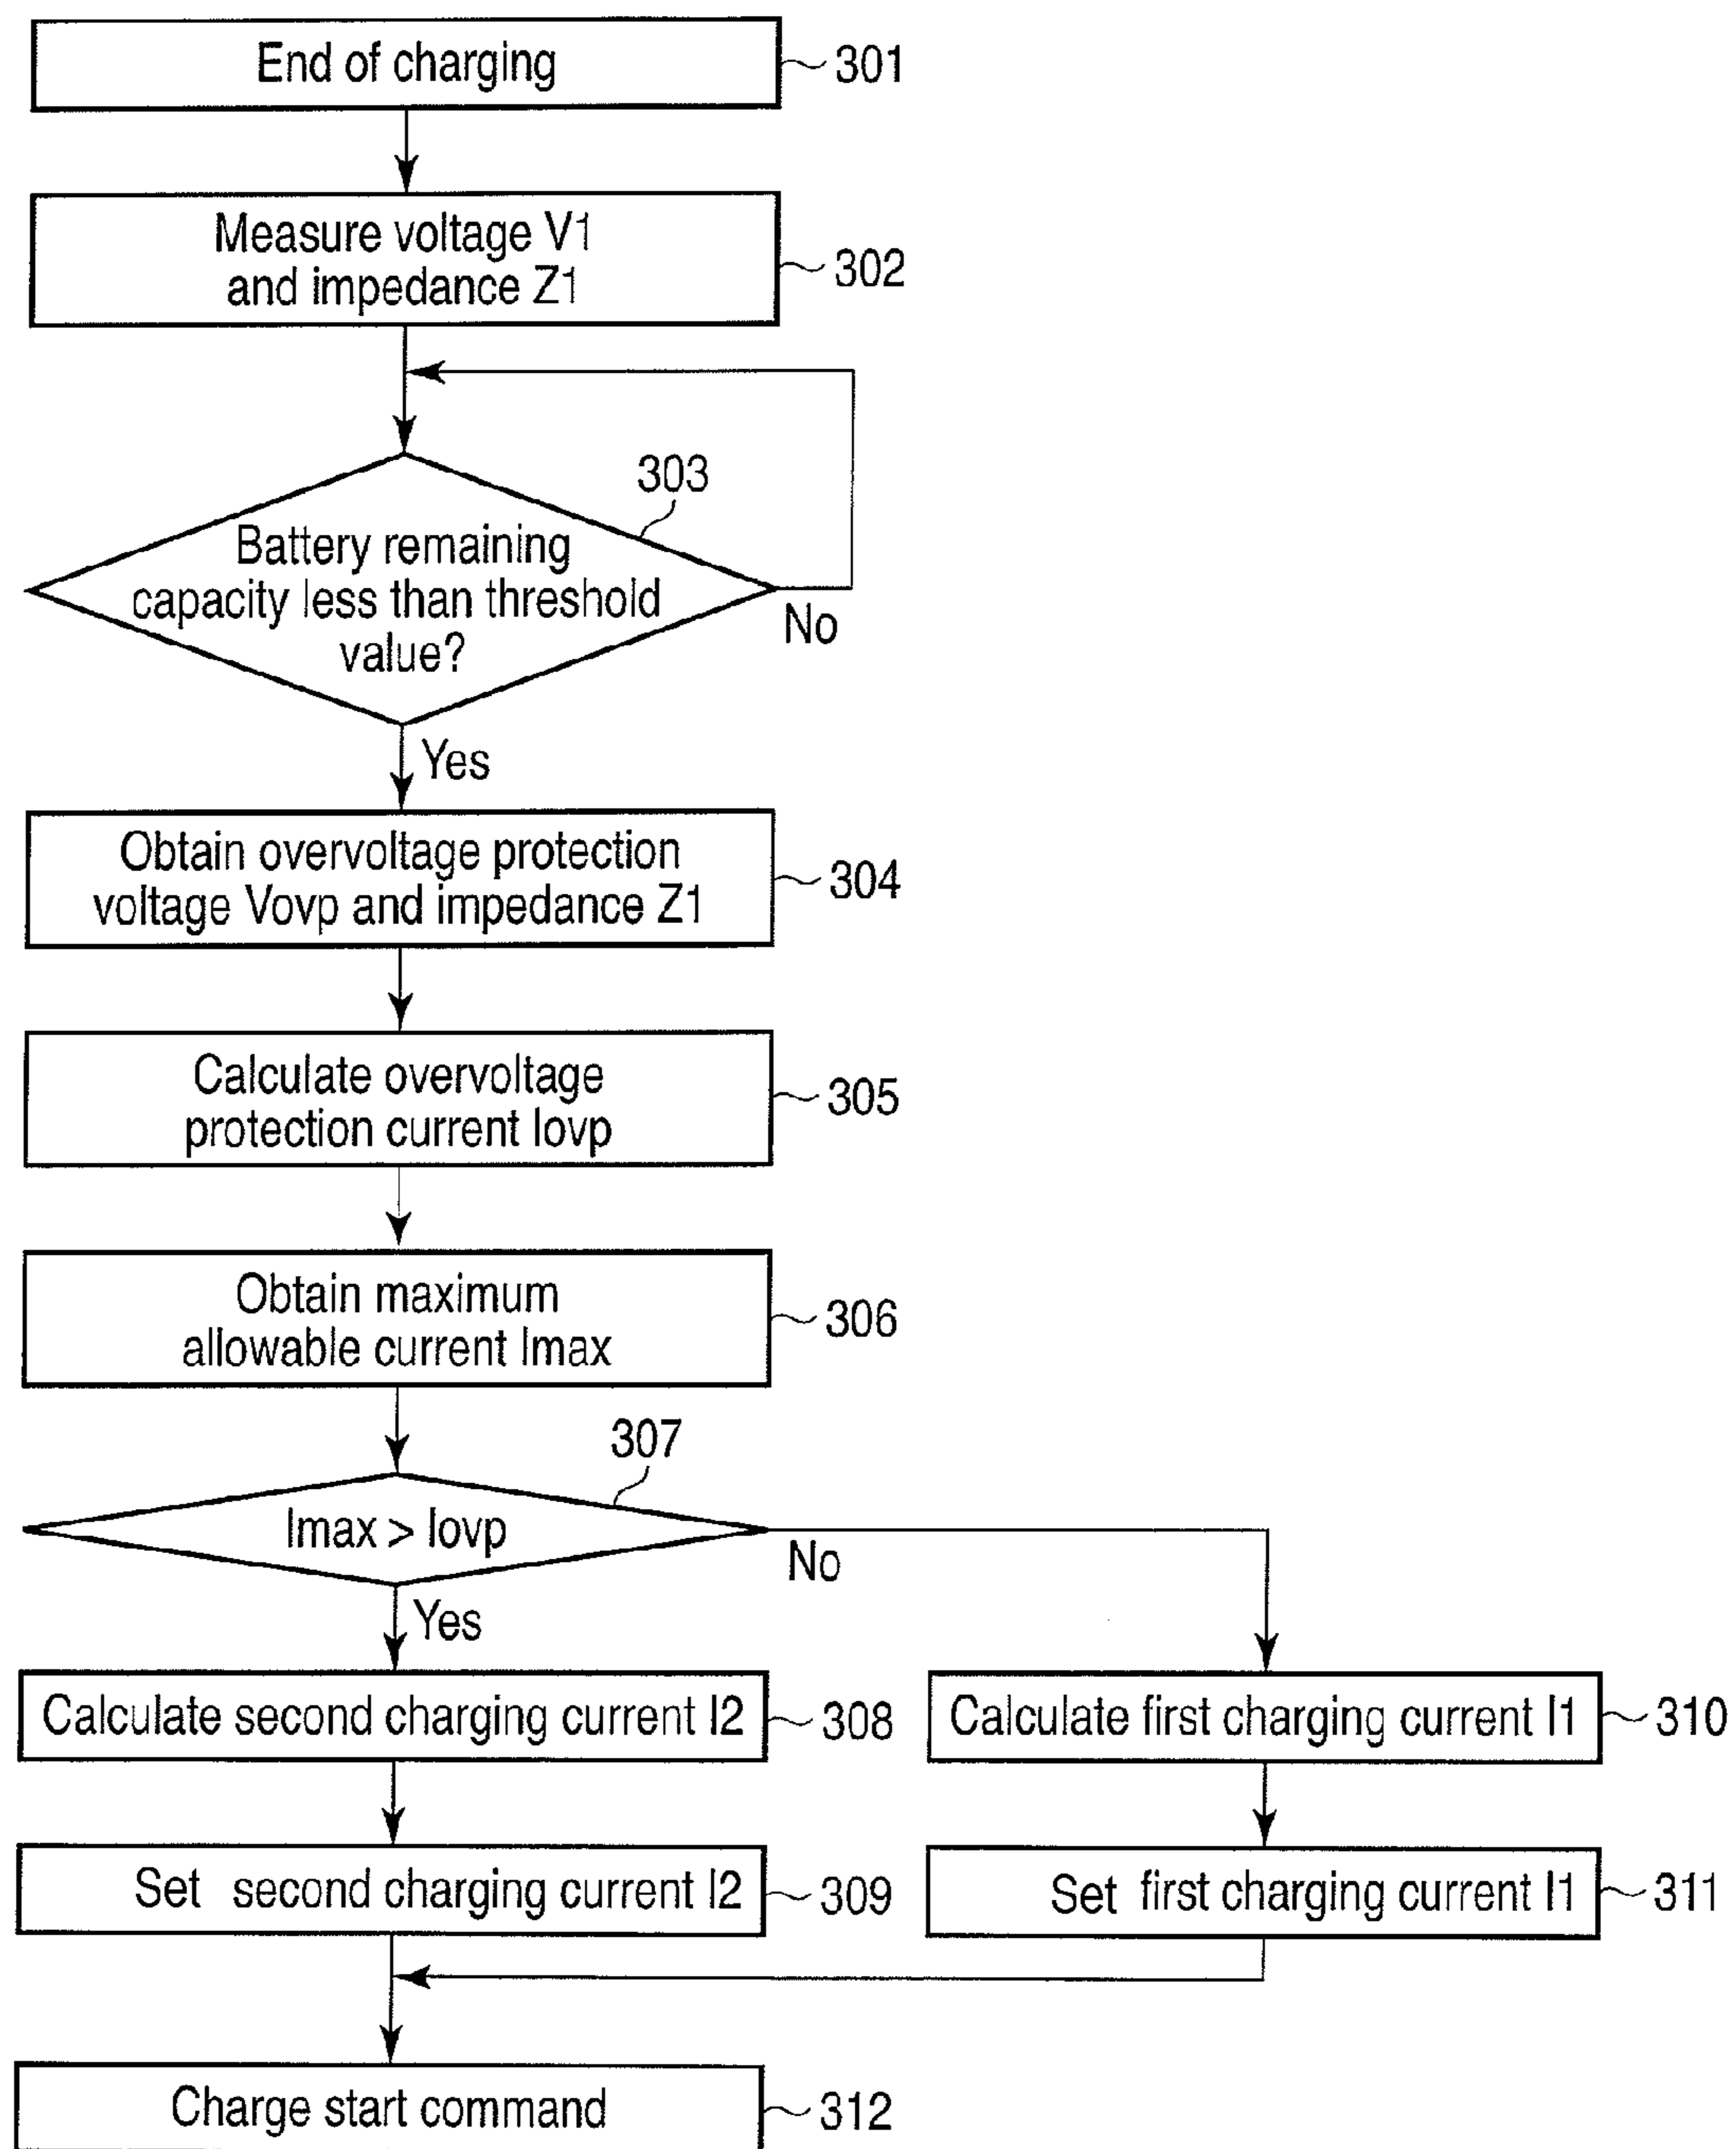 End of charging
301
Measure voltage V1
and impedance Z1
302
303
Battery remaining
capacity less than threshold
value?
No
Yes
Obtain overvoltage protection
voltage Vovp and impedance Z1
304
Calculate overvoltage
protection current Iovp
305
Obtain maximum
allowable current Imax
306
307
Imax > Iovp
No
Yes
Calculate second charging current I2
308
Calculate first charging current I1
310
Set second charging current I2
309
Set first charging current I1
311
Charge start command
312